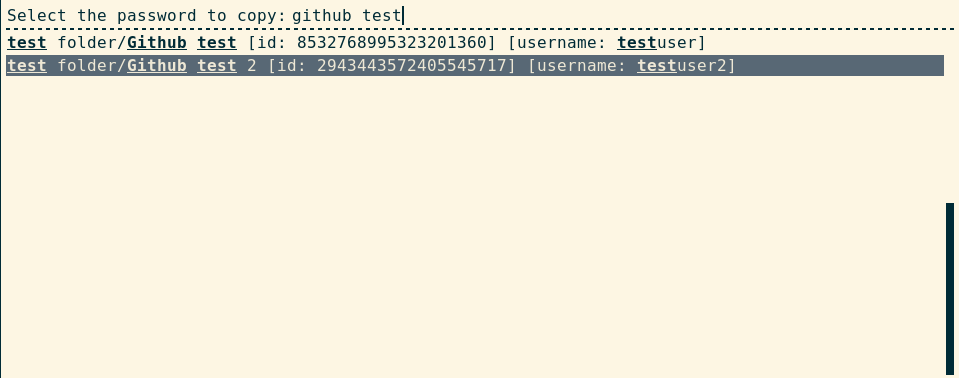 Select the password to copy: github test
test folder/Github test [id: 8532768995323201360] [username: testuser]
test folder/Github test 2 [id: 2943443572405545717] [username: testuser2]